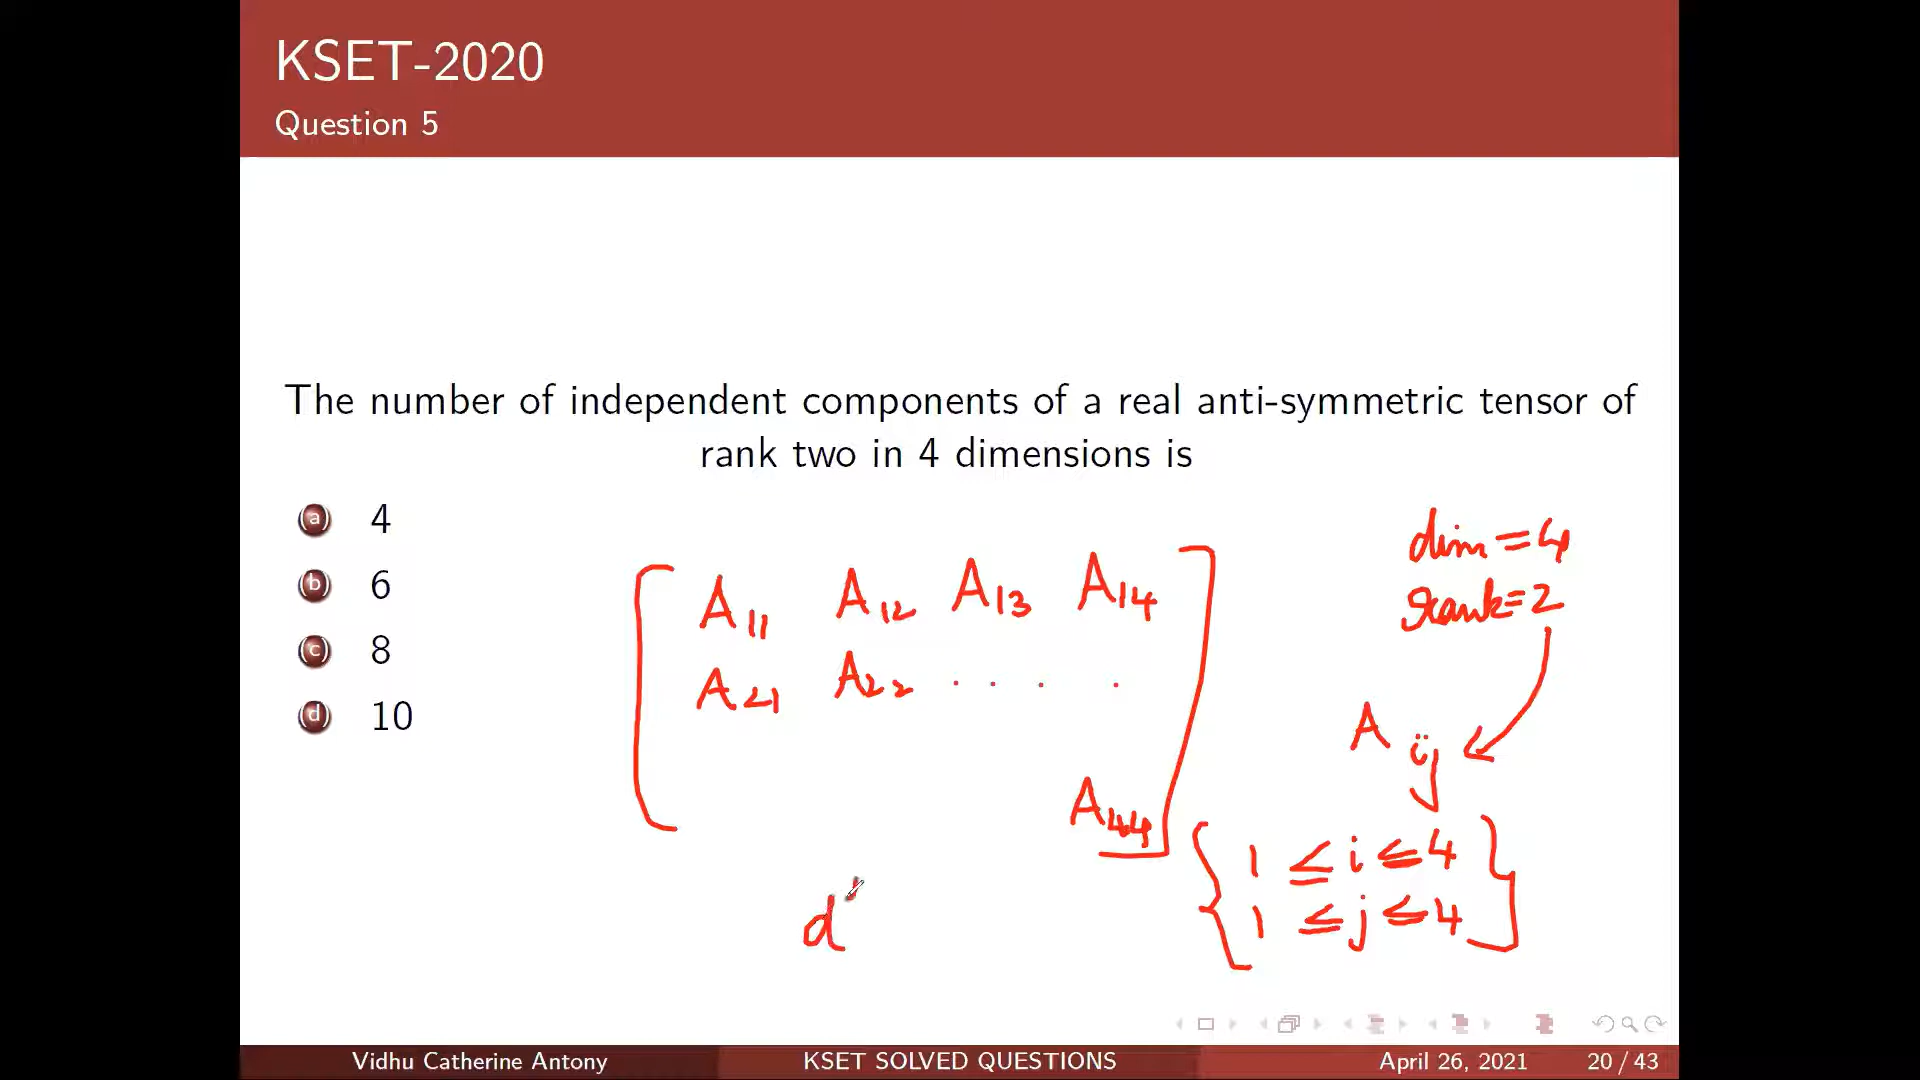 KSET-2020
Question 5
The number of independent components of a real anti-symmetric tensor of
rank two in 4 dimensions is
(a) 4
(b) 6
(c) 8
(d) 10
dim = 4
rank = 2
A11 A12 A13 A14
A21 A22 . . . .
A44
A ij
{ 1 ≤ i ≤ 4
1 ≤ j ≤ 4 }
d
Vidhu Catherine Antony KSET SOLVED QUESTIONS April 26, 2021 20 / 43